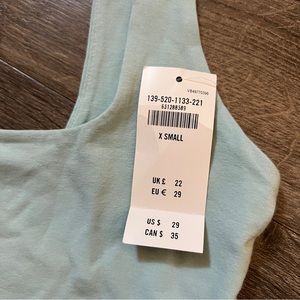 139-520-1133-221
X SMALL
UK £ 22
EU € 29
US $ 29
CAN $ 35